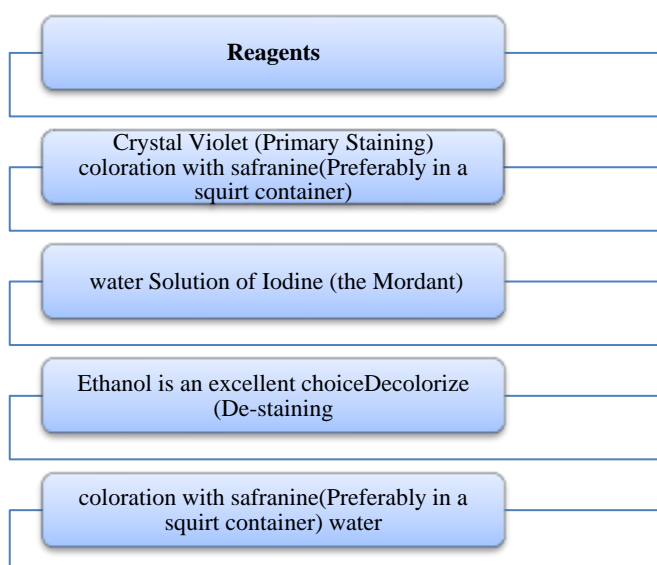 Reagents
Crystal Violet (Primary Staining)
coloration with safranine(Preferably in a
squirt container)
water Solution of Iodine (the Mordant)
Ethanol is an excellent choiceDecolorize
(De-staining
coloration with safranine(Preferably in a
squirt container) water